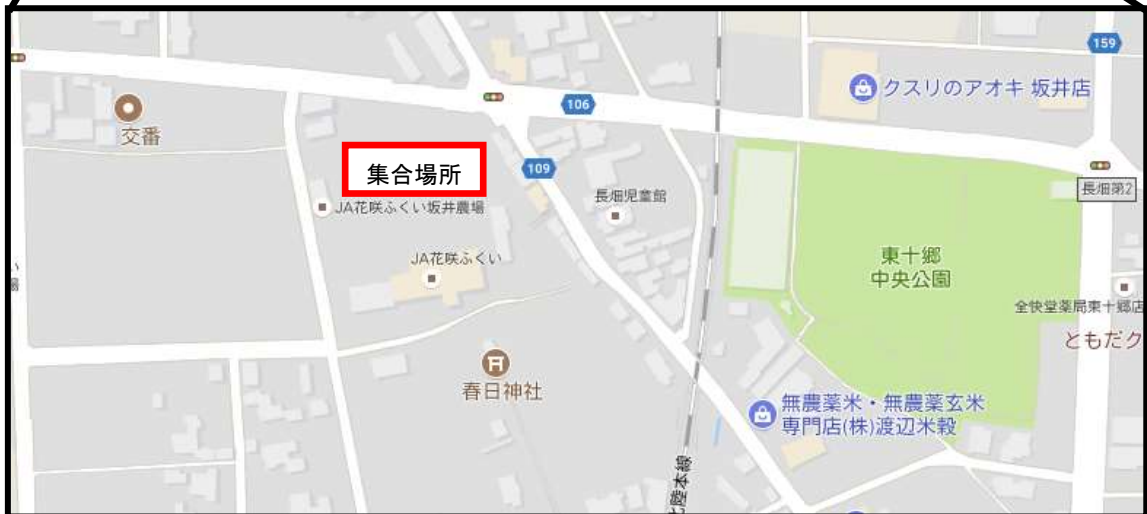 159
クスリのアオキ 坂井店
106
交番
集合場所
109
長畑児童館
長畑第2
JA花咲ふくい坂井農場
東十郷
中央公園
JA花咲ふくい
全快堂薬局東十郷店
ともだク
春日神社
無農薬米・無農薬玄米
専門店(株)渡辺米穀
北陸本線